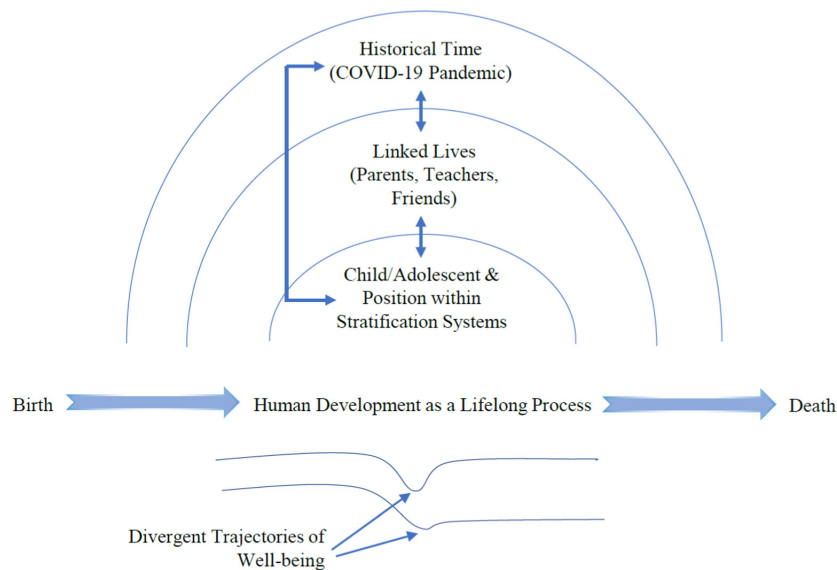 Historical Time
(COVID-19 Pandemic)
Linked Lives
(Parents, Teachers,
Friends)
Child/Adolescent &
Position within
Stratification Systems
Birth
Human Development as a Lifelong Process
Death
Divergent Trajectories of
Well-being